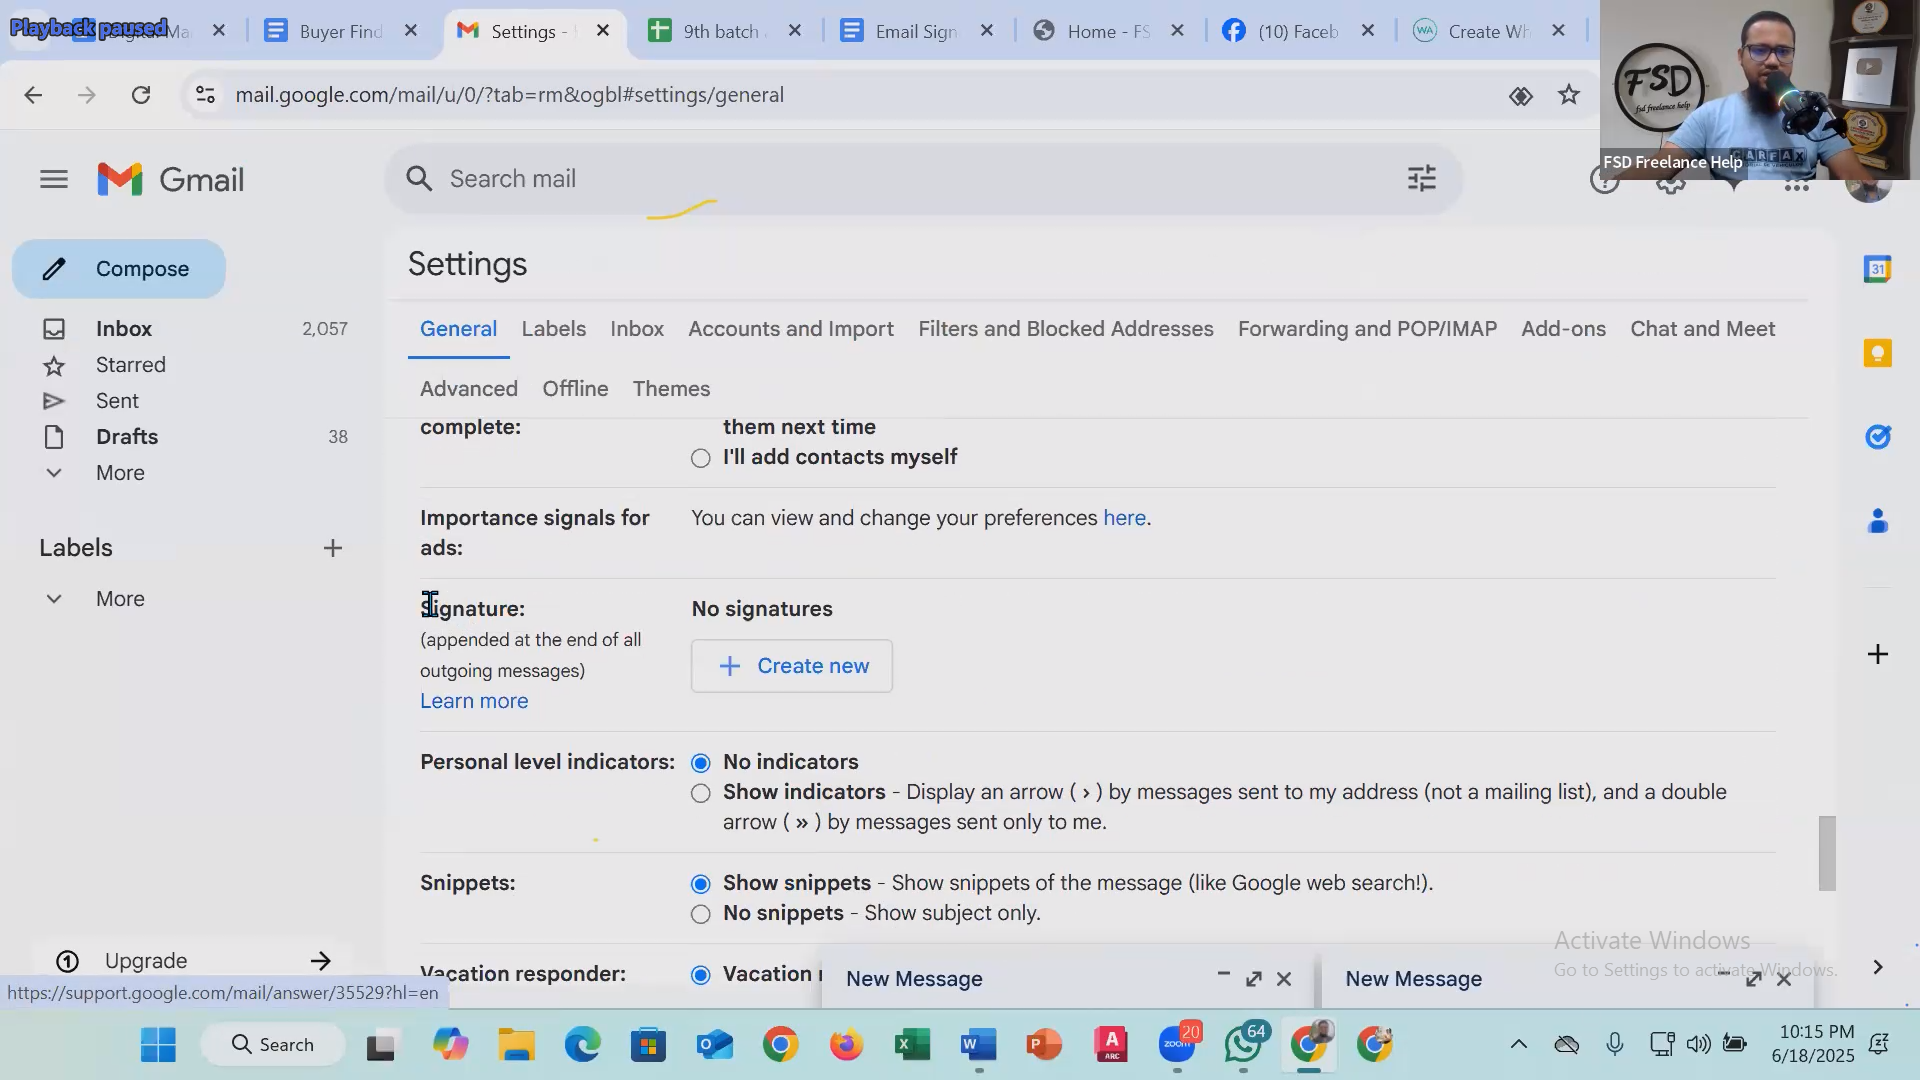 Playback paused
Buyer Find
Settings -
9th batch
Email Sign
Home - FS
(10) Faceb
Create Wh
mail.google.com/mail/u/0/?tab=rm&ogbl#settings/general
FSD
fsd freelance help
CARFAX
FSD Freelance Help
Gmail
Search mail
Compose
Settings
Inbox 2,057
Starred
Sent
Drafts 38
More
Labels
More
General Labels Inbox Accounts and Import Filters and Blocked Addresses Forwarding and POP/IMAP Add-ons Chat and Meet
Advanced Offline Themes
complete:
them next time
I'll add contacts myself
Importance signals for ads:
You can view and change your preferences here.
Signature:
(appended at the end of all
outgoing messages)
Learn more
No signatures
Create new
Personal level indicators:
No indicators
Show indicators - Display an arrow ( › ) by messages sent to my address (not a mailing list), and a double
arrow ( » ) by messages sent only to me.
Snippets:
Show snippets - Show snippets of the message (like Google web search!).
No snippets - Show subject only.
Vacation responder:
Vacation r
New Message
New Message
Activate Windows
Go to Settings to activate Windows.
Upgrade
https://support.google.com/mail/answer/35529?hl=en
31
Search
20
zoom
64
ARC
10:15 PM
6/18/2025